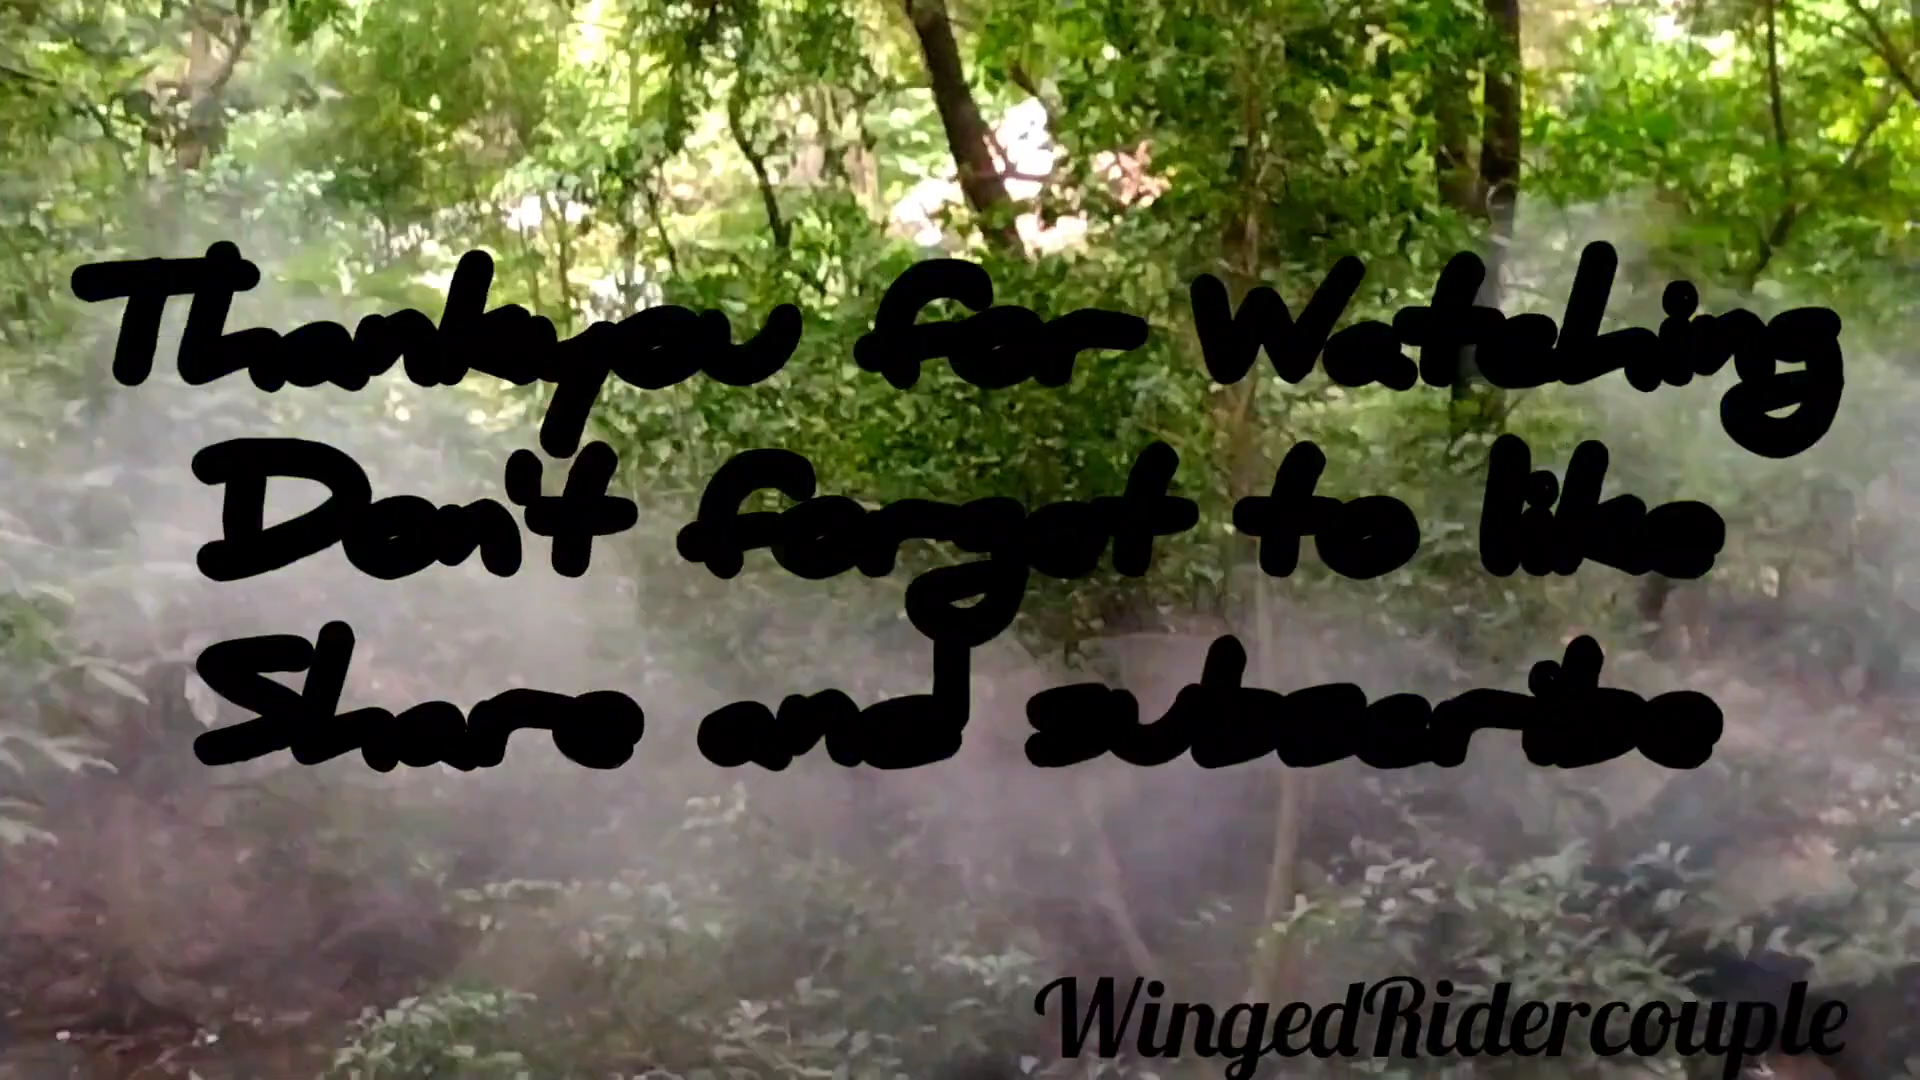 Thankyou for Watching
Don't forget to like
Share and subscribe
WingedRidercouple